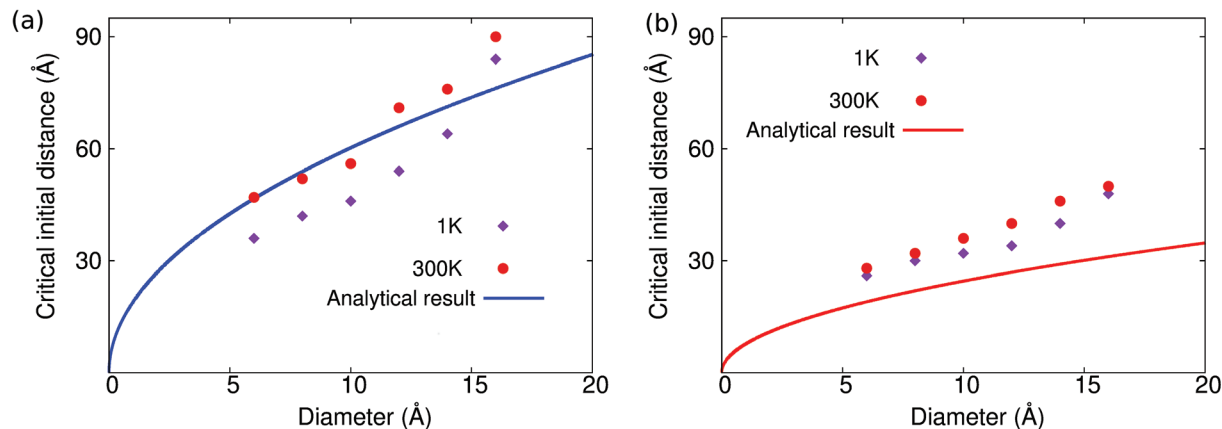 (a)
Critical initial distance (Å)
90
60
30
0
5
10
15
20
Diameter (Å)
1K
300K
Analytical result
(b)
Critical initial distance (Å)
90
60
30
0
5
10
15
20
Diameter (Å)
1K
300K
Analytical result